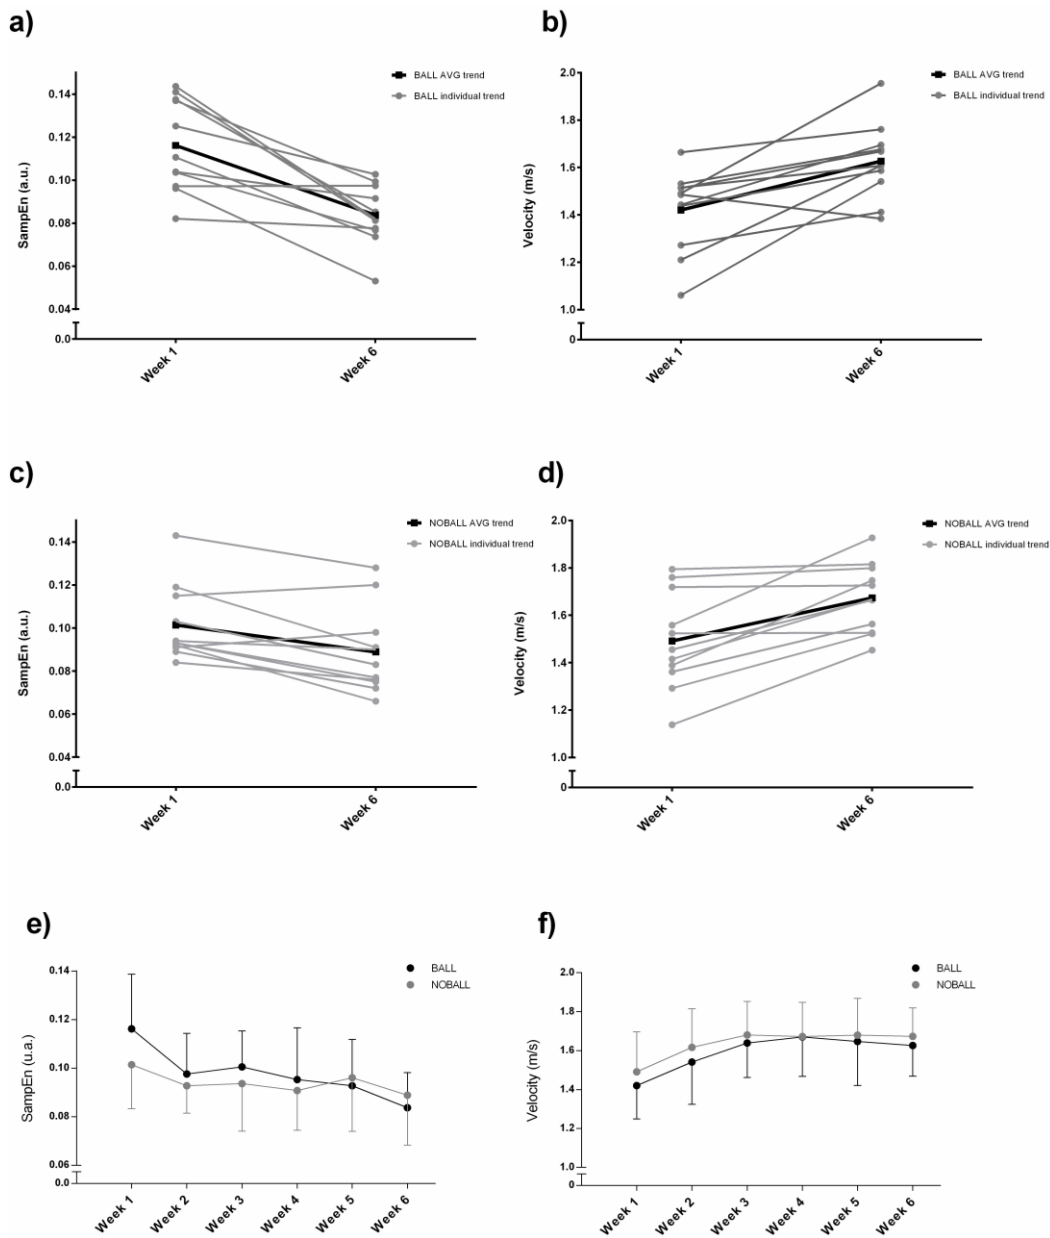 a)
BALL AVG trend
BALL individual trend
SampEn (a.u.)
0.14
0.12
0.10
0.08
0.06
0.04
0.0
Week 1
Week 6
b)
BALL AVG trend
BALL individual trend
Velocity (m/s)
2.0
1.8
1.6
1.4
1.2
1.0
0
Week 1
Week 6
c)
NOBALL AVG trend
NOBALL individual trend
SampEn (a.u.)
0.14
0.12
0.10
0.08
0.06
0.04
0.0
Week 1
Week 6
d)
NOBALL AVG trend
NOBALL individual trend
Velocity (m/s)
2.0
1.8
1.6
1.4
1.2
1.0
0
Week 1
Week 6
e)
BALL
NOBALL
SampEn (u.a.)
0.14
0.12
0.10
0.08
0.06
0.0
Week 1
Week 2
Week 3
Week 4
Week 5
Week 6
f)
BALL
NOBALL
Velocity (m/s)
2.0
1.8
1.6
1.4
1.2
1.0
0
Week 1
Week 2
Week 3
Week 4
Week 5
Week 6